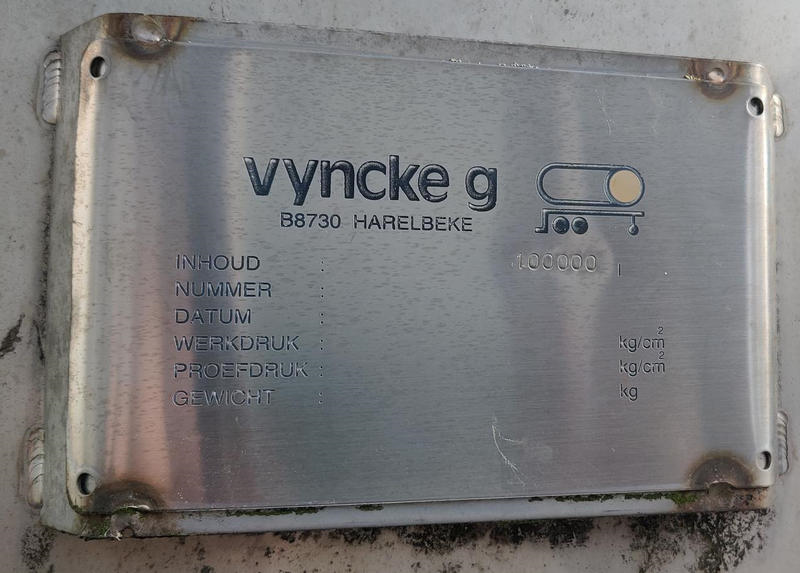 vyncke g
B8730 HARELBEKE
INHOUD : 100000 l
NUMMER :
DATUM :
WERKDRUK : kg/cm²
PROEFDRUK : kg/cm²
GEWICHT : kg